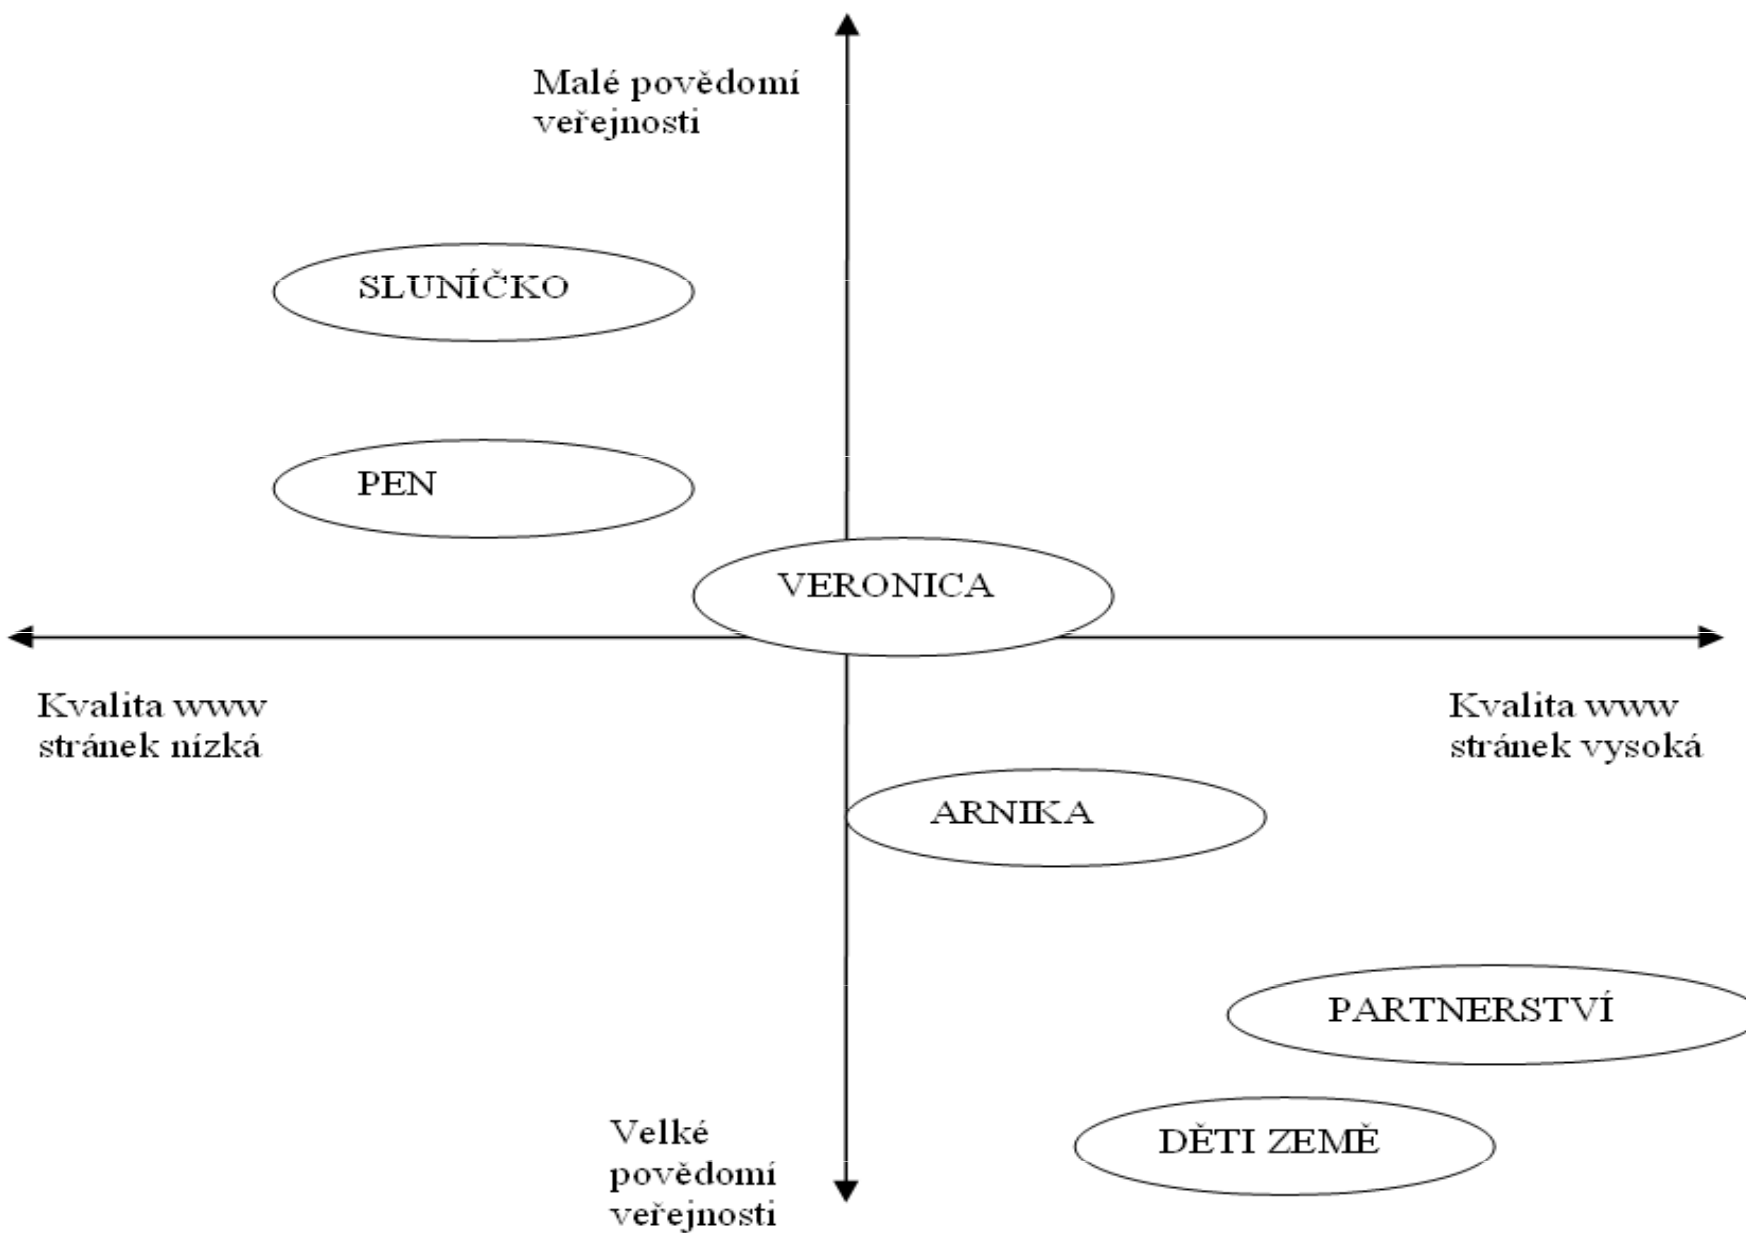 Malé povědomí
veřejnosti
SLUNÍČKO
PEN
VERONICA
Kvalita www
stránek nízká
Kvalita www
stránek vysoká
ARNIKA
PARTNERSTVÍ
DĚTI ZEMĚ
Velké
povědomí
veřejnosti